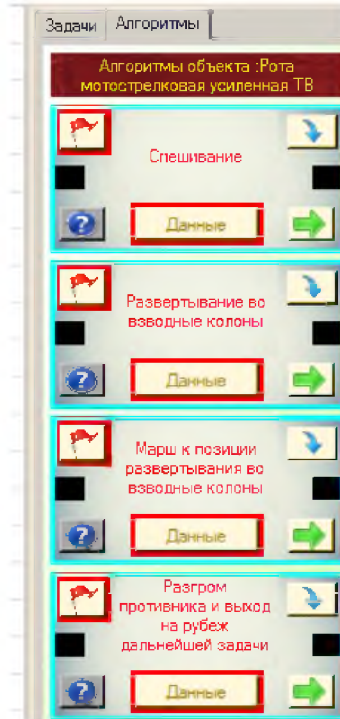 Задачи Алгоритмы
Алгоритмы объекта :Рота
мотострелковая усиленная ТВ
Спешивание
Данные
Развертывание во
взводные колоны
Данные
Марш к позиции
развертывания во
взводные колоны
Данные
Разгром
противника и выход
на рубеж
дальнейшей задачи
Данные